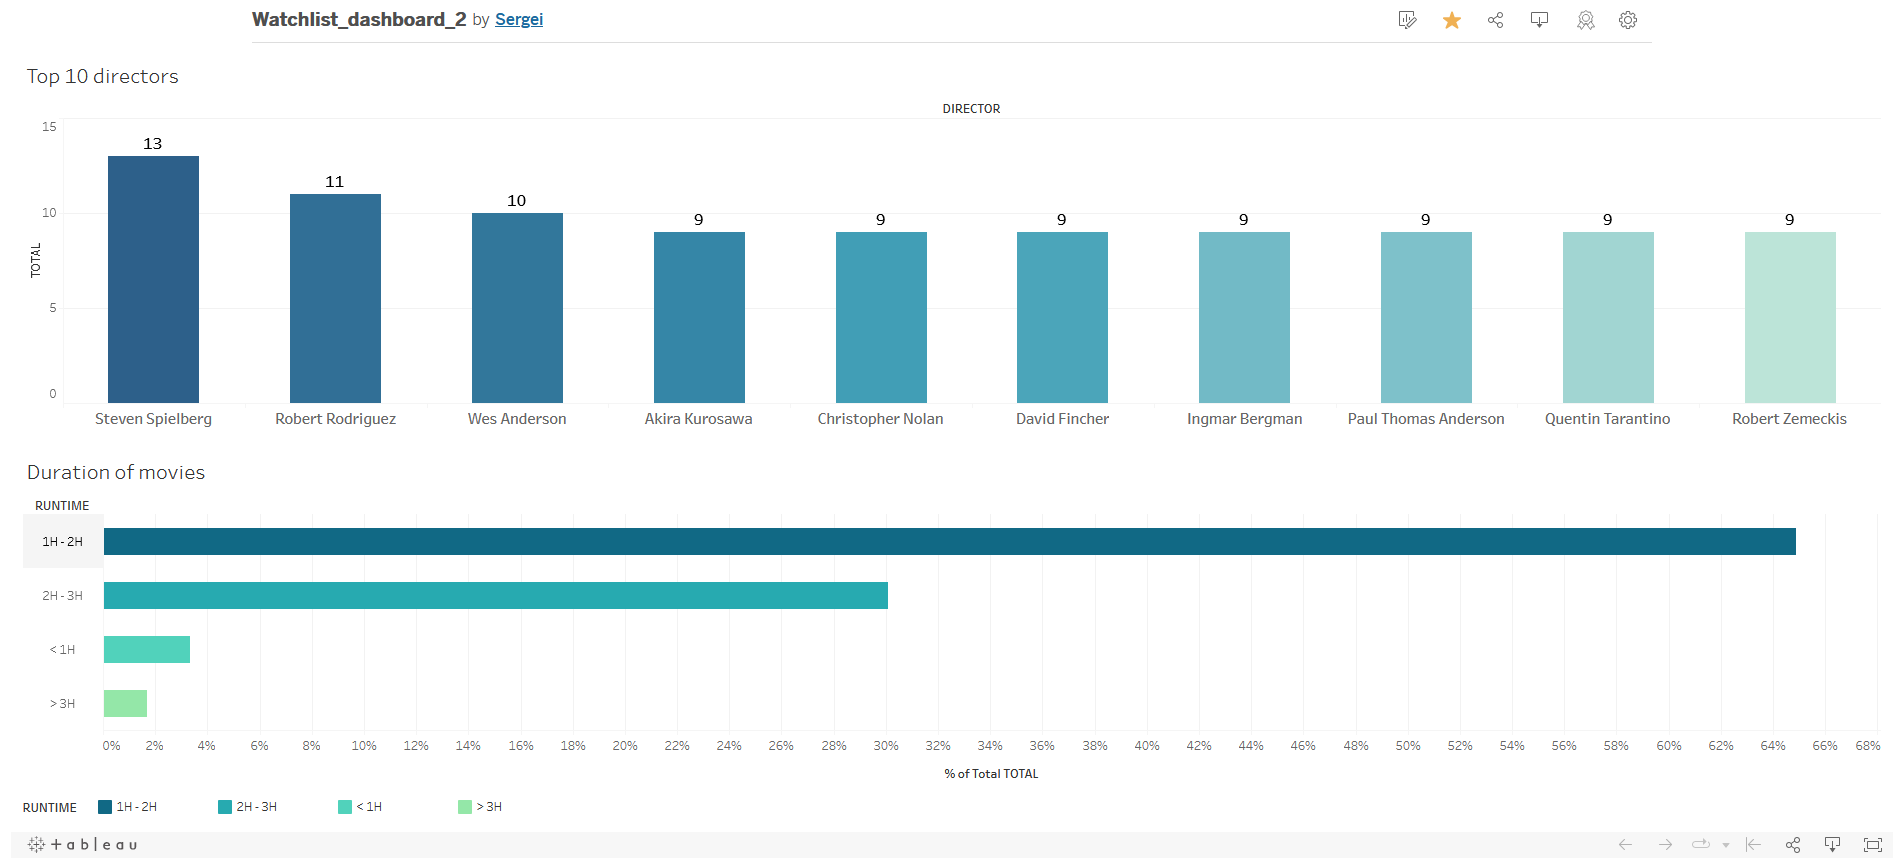 Watchlist_dashboard_2 by Sergei
Top 10 directors
DIRECTOR
15
10
5
0
TOTAL
13
11
10
9
9
9
9
9
9
9
Steven Spielberg
Robert Rodriguez
Wes Anderson
Akira Kurosawa
Christopher Nolan
David Fincher
Ingmar Bergman
Paul Thomas Anderson
Quentin Tarantino
Robert Zemeckis
Duration of movies
RUNTIME
1H - 2H
2H - 3H
< 1H
> 3H
0% 2% 4% 6% 8% 10% 12% 14% 16% 18% 20% 22% 24% 26% 28% 30% 32% 34% 36% 38% 40% 42% 44% 46% 48% 50% 52% 54% 56% 58% 60% 62% 64% 66% 68%
% of Total TOTAL
RUNTIME 1H - 2H 2H - 3H < 1H > 3H
+ableau